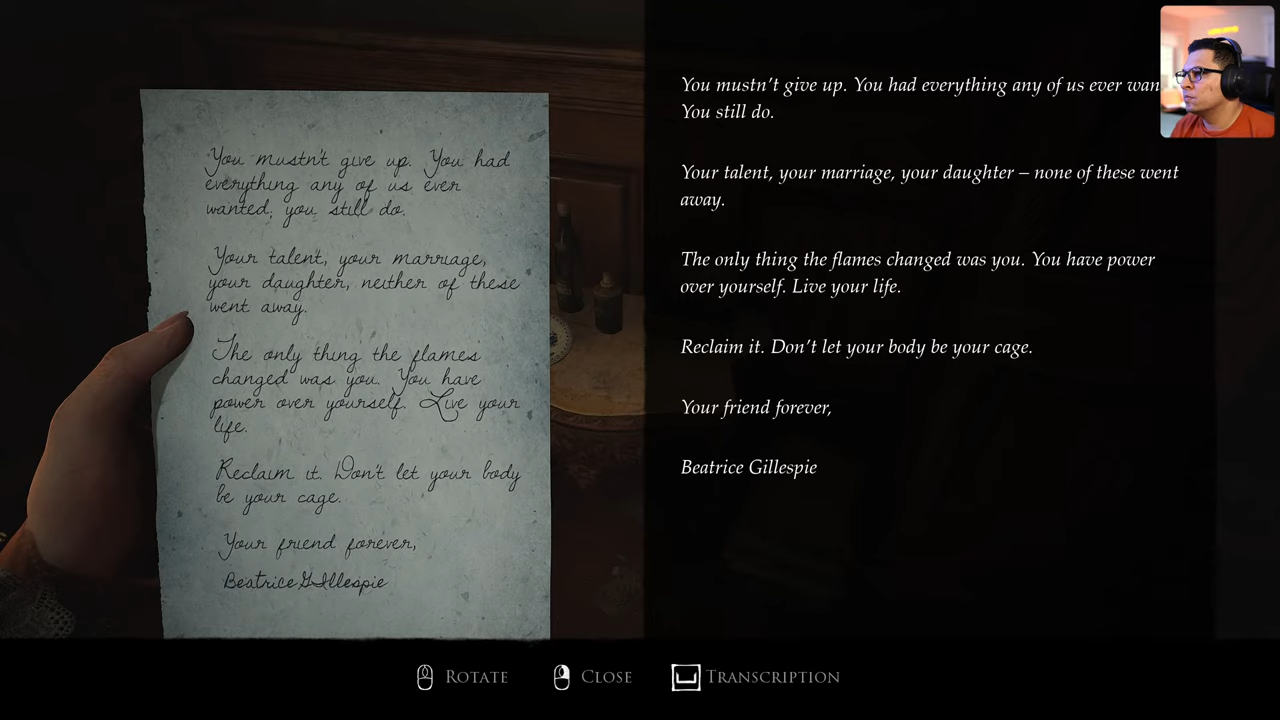 You mustn't give up. You had
everything any of us ever
wanted, you still do.
Your talent, your marriage,
your daughter, neither of these
went away.
The only thing the flames
changed was you. You have
power over yourself. Live your
life.
Reclaim it. Don't let your body
be your cage.
Your friend forever,
Beatrice Gillespie
You mustn't give up. You had everything any of us ever wan
You still do.
Your talent, your marriage, your daughter – none of these went
away.
The only thing the flames changed was you. You have power
over yourself. Live your life.
Reclaim it. Don't let your body be your cage.
Your friend forever,
Beatrice Gillespie
Rotate Close Transcription